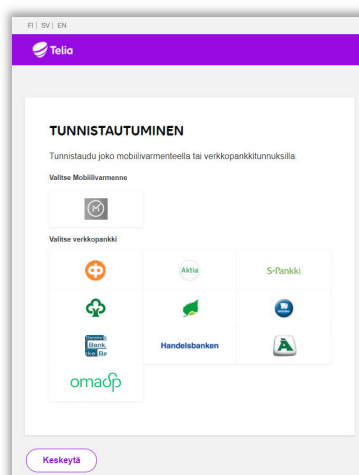 FI | SV | EN
Telia
TUNNISTAUTUMINEN
Tunnistaudu joko mobiilivarmenteella tai verkkopankkitunnuksilla.
Valitse Mobiilivarmenne
M
Valitse verkkopankki
Aktia
S-Pankki
Bank
Handelsbanken
Å
omasp
Keskeytä